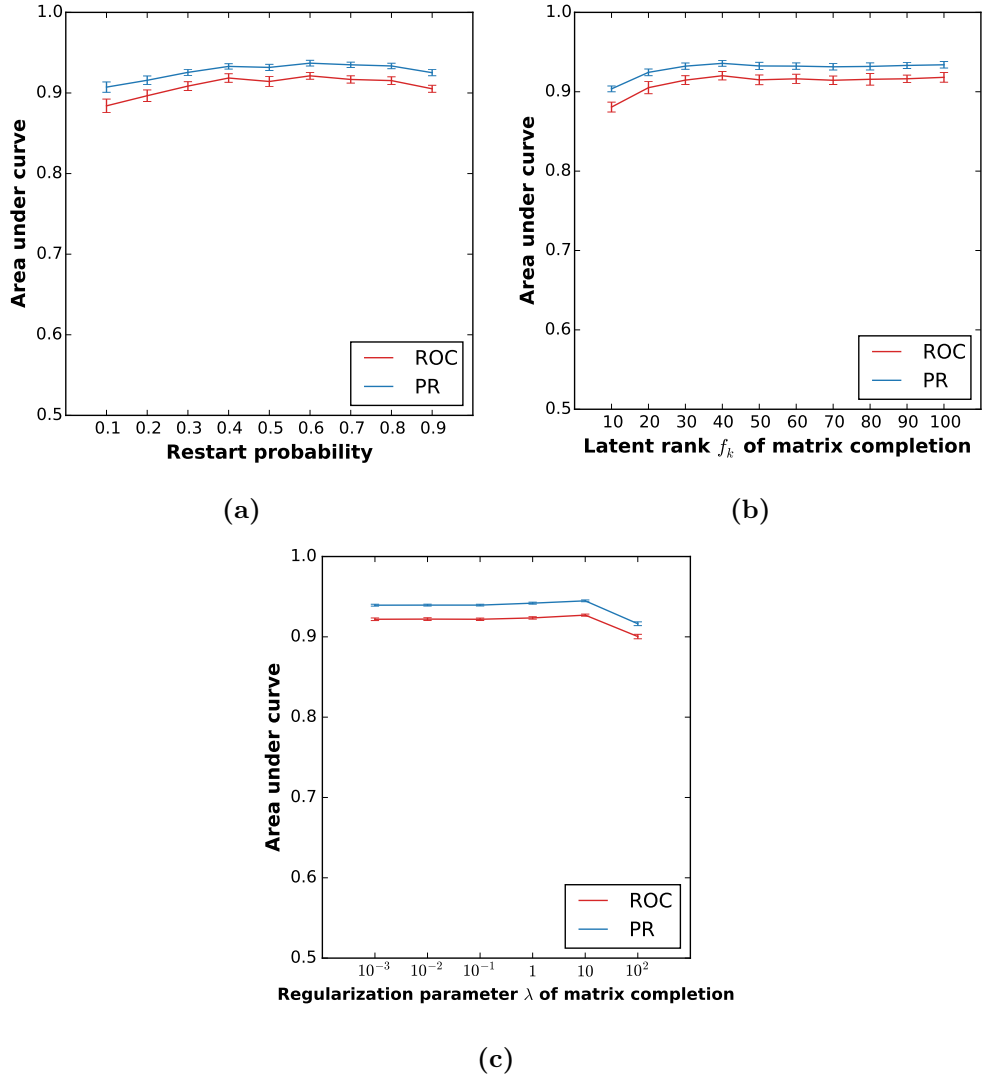 1.0
0.9
0.8
0.7
0.6
0.5
Area under curve
ROC
PR
0.1 0.2 0.3 0.4 0.5 0.6 0.7 0.8 0.9
Restart probability
(a)
1.0
0.9
0.8
0.7
0.6
0.5
Area under curve
ROC
PR
10 20 30 40 50 60 70 80 90 100
Latent rank $f_k$ of matrix completion
(b)
1.0
0.9
0.8
0.7
0.6
0.5
Area under curve
ROC
PR
$10^{-3}$ $10^{-2}$ $10^{-1}$ 1 10 $10^2$
Regularization parameter λ of matrix completion
(c)